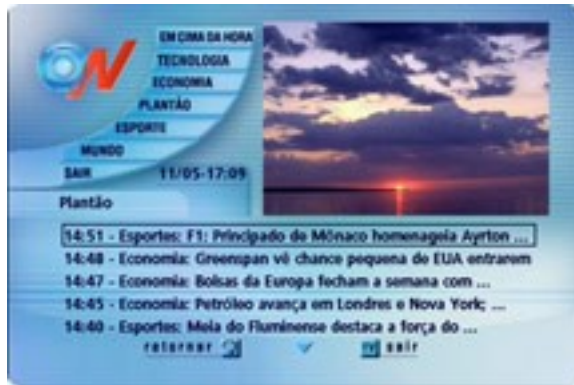 ON
EM CIMA DA HORA
TECNOLOGIA
ECONOMIA
PLANTÃO
ESPORTE
MUNDO
SAIR 11/05-17:09
Plantão
14:51 - Esportes: F1: Principado de Mônaco homenageia Ayrton ...
14:48 - Economia: Greenspan vê chance pequena de EUA entrarem
14:47 - Economia: Bolsas da Europa fecham a semana com ...
14:45 - Economia: Petróleo avança em Londres e Nova York; ...
14:40 - Esportes: Meia do Fluminense destaca a força do ...
retornar sair